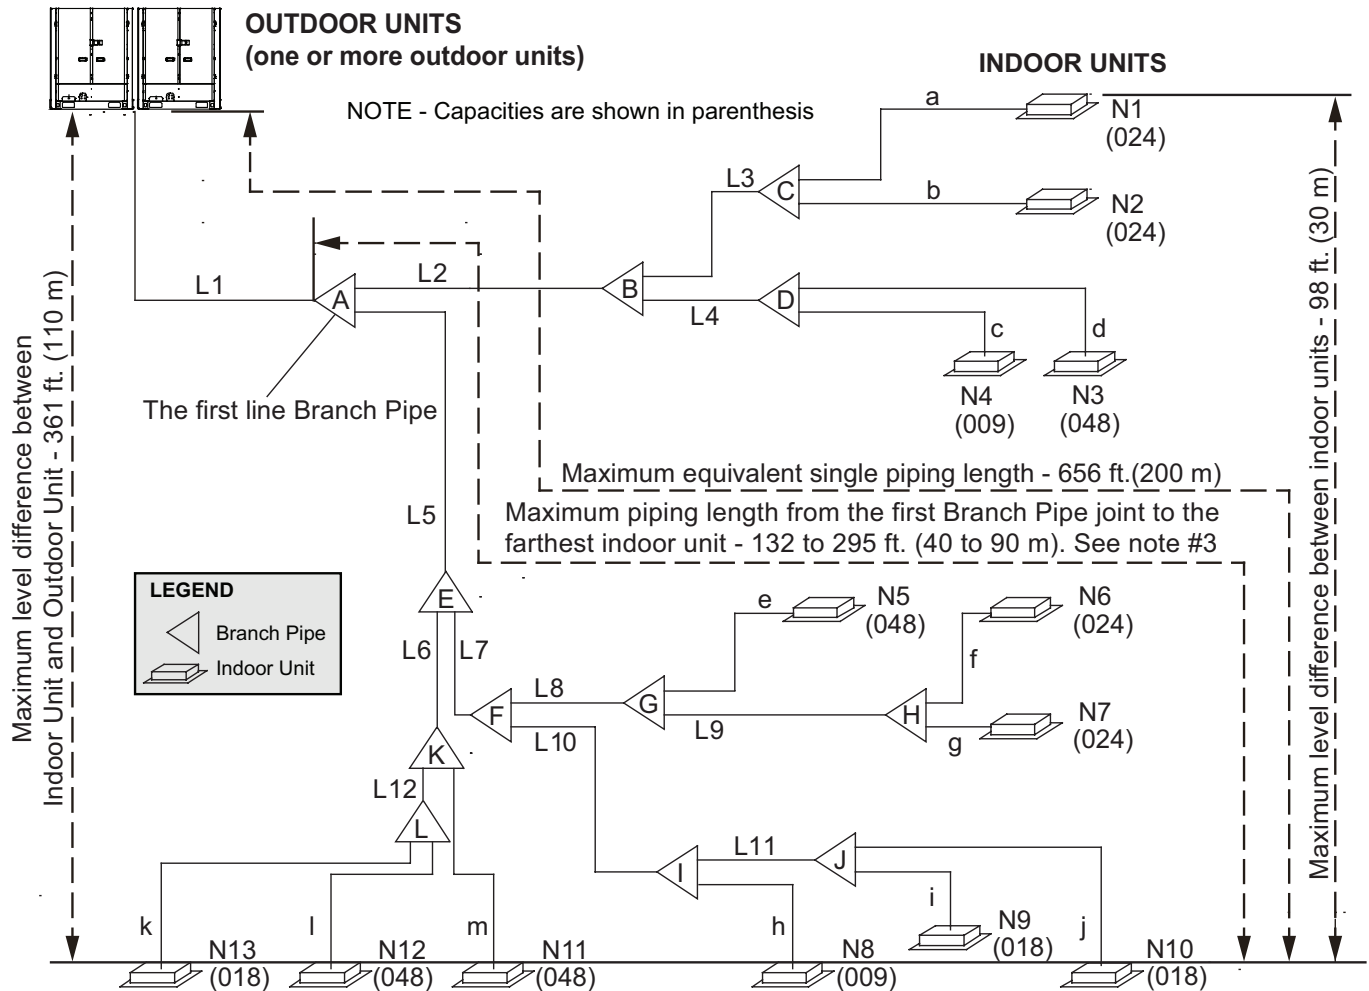 OUTDOOR UNITS
(one or more outdoor units)
INDOOR UNITS
NOTE - Capacities are shown in parenthesis
a
N1
(024)
L3
C
b
N2
(024)
L1
A
L2
B
L4
D
c
d
N4
(009)
N3
(048)
The first line Branch Pipe
Maximum level difference between
Indoor Unit and Outdoor Unit - 361 ft. (110 m)
Maximum level difference between indoor units - 98 ft. (30 m)
Maximum equivalent single piping length - 656 ft.(200 m)
Maximum piping length from the first Branch Pipe joint to the
farthest indoor unit - 132 to 295 ft. (40 to 90 m). See note #3
L5
LEGEND
Branch Pipe
Indoor Unit
E
e
N5
(048)
N6
(024)
L6
L7
f
L8
G
F
L9
H
g
N7
(024)
L10
K
L12
L
L11
J
I
i
k
l
m
h
j
N13
(018)
N12
(048)
N11
(048)
N8
(009)
N9
(018)
N10
(018)